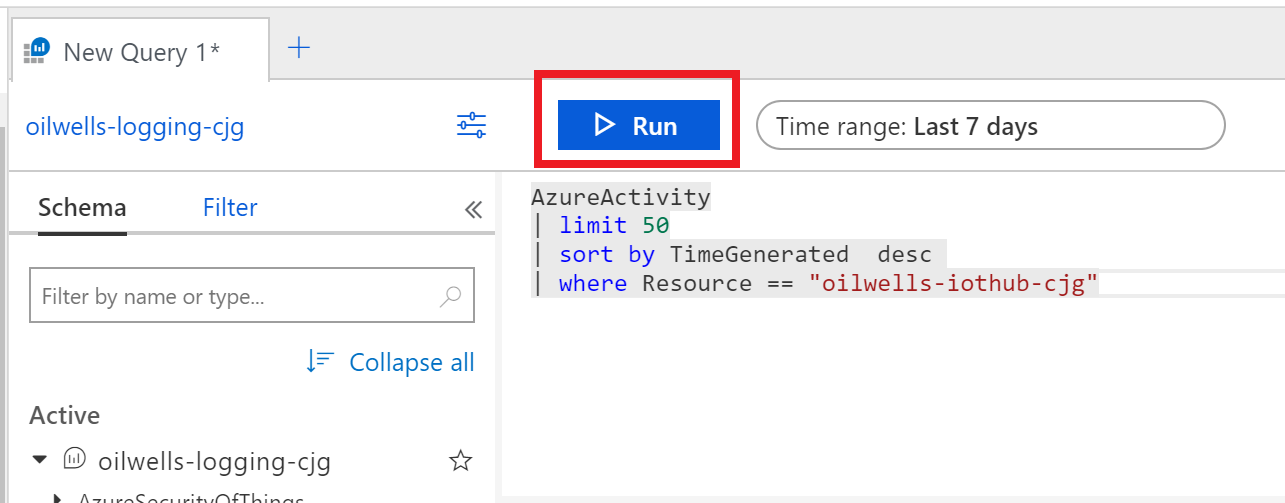 New Query 1*
oilwells-logging-cjg
Run
Time range: Last 7 days
Schema
Filter
Filter by name or type...
Collapse all
Active
oilwells-logging-cjg
AzureSecurityOfThings
AzureActivity
| limit 50
| sort by TimeGenerated  desc
| where Resource == "oilwells-iothub-cjg"